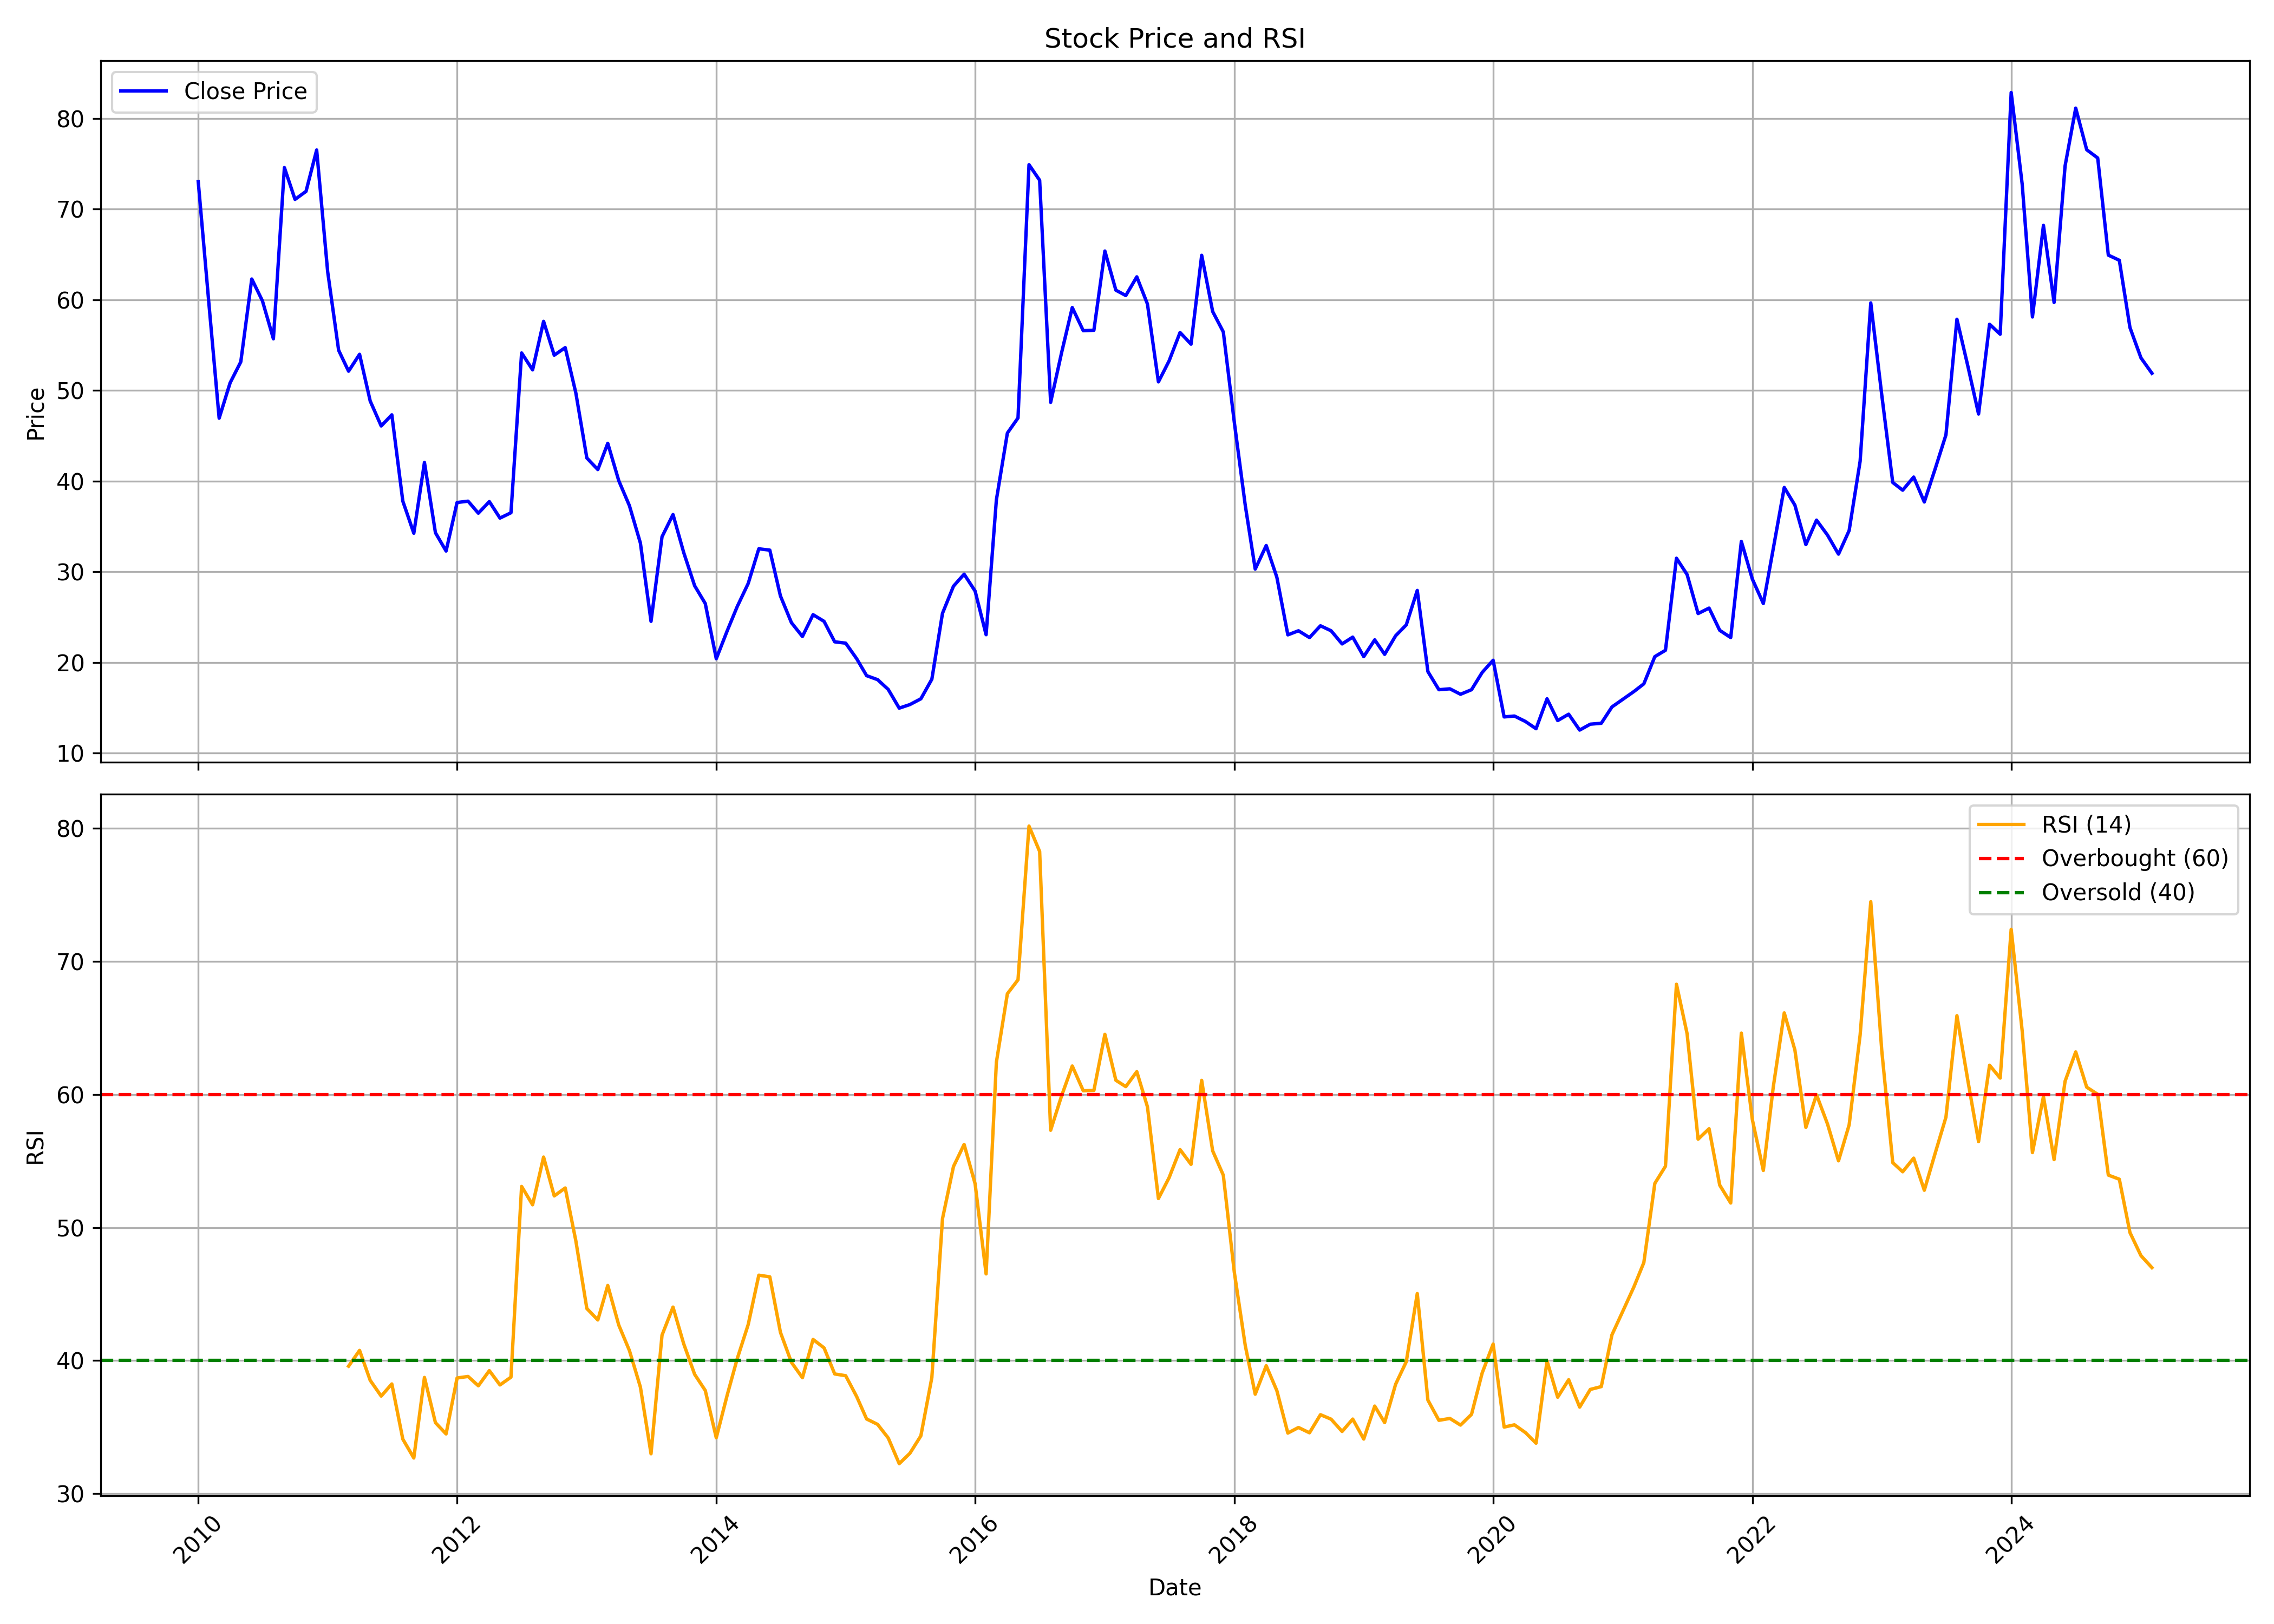 Stock Price and RSI
Close Price
80
70
60
50
40
30
20
10
Price
RSI (14)
Overbought (60)
Oversold (40)
80
70
60
50
40
30
RSI
2010
2012
2014
2016
2018
2020
2022
2024
Date